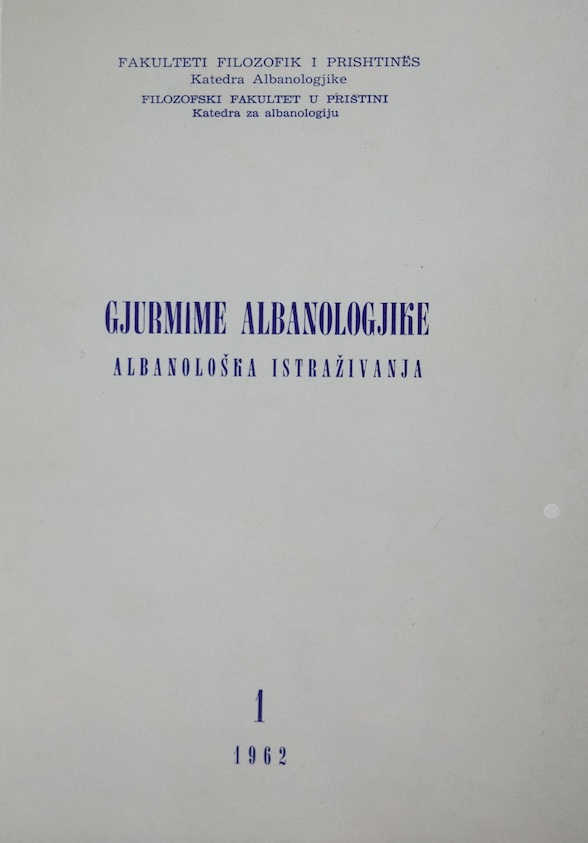 FAKULTETI FILOZOFIK I PRISHTINËS
Katedra Albanologjike
FILOZOFSKI FAKULTET U PRIŠTINI
Katedra za albanologiju
GJURMIME ALBANOLOGJIKE
ALBANOLOŠKA ISTRAŽIVANJA
1
1962